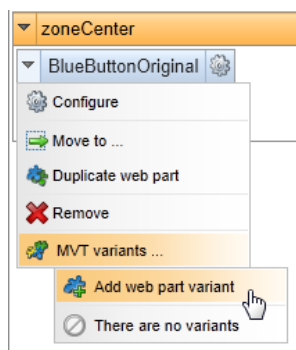 zoneCenter
BlueButtonOriginal
Configure
Move to ...
Duplicate web part
Remove
MVT variants ...
Add web part variant
There are no variants